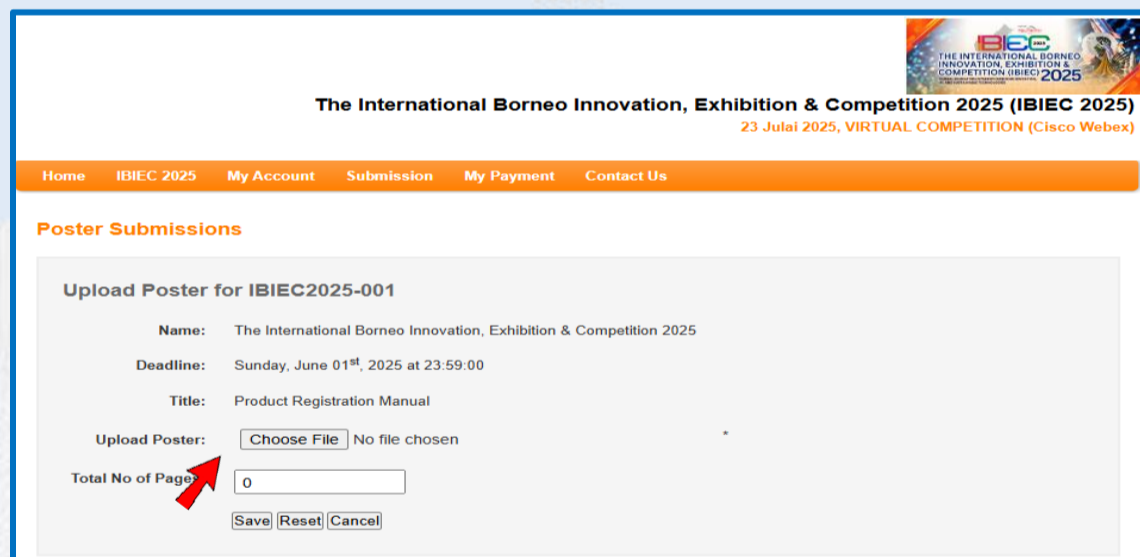 IBIEC 2025
THE INTERNATIONAL BORNEO
INNOVATION, EXHIBITION &
COMPETITION (IBIEC) 2025
The International Borneo Innovation, Exhibition & Competition 2025 (IBIEC 2025)
23 Julai 2025, VIRTUAL COMPETITION (Cisco Webex)
Home IBIEC 2025 My Account Submission My Payment Contact Us
Poster Submissions
Upload Poster for IBIEC2025-001
Name: The International Borneo Innovation, Exhibition & Competition 2025
Deadline: Sunday, June 01st, 2025 at 23:59:00
Title: Product Registration Manual
Upload Poster: Choose File No file chosen *
Total No of Page 0
Save Reset Cancel